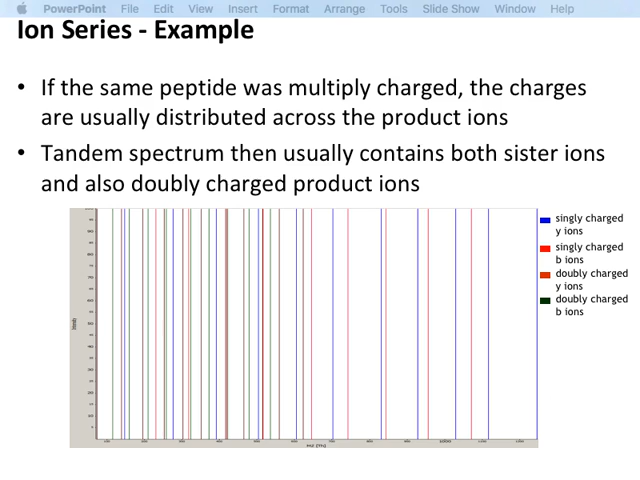 PowerPoint File Edit View Insert Format Arrange Tools Slide Show Window Help
Ion Series - Example
• If the same peptide was multiply charged, the charges
are usually distributed across the product ions
• Tandem spectrum then usually contains both sister ions
and also doubly charged product ions
singly charged
y ions
singly charged
b ions
doubly charged
y ions
doubly charged
b ions